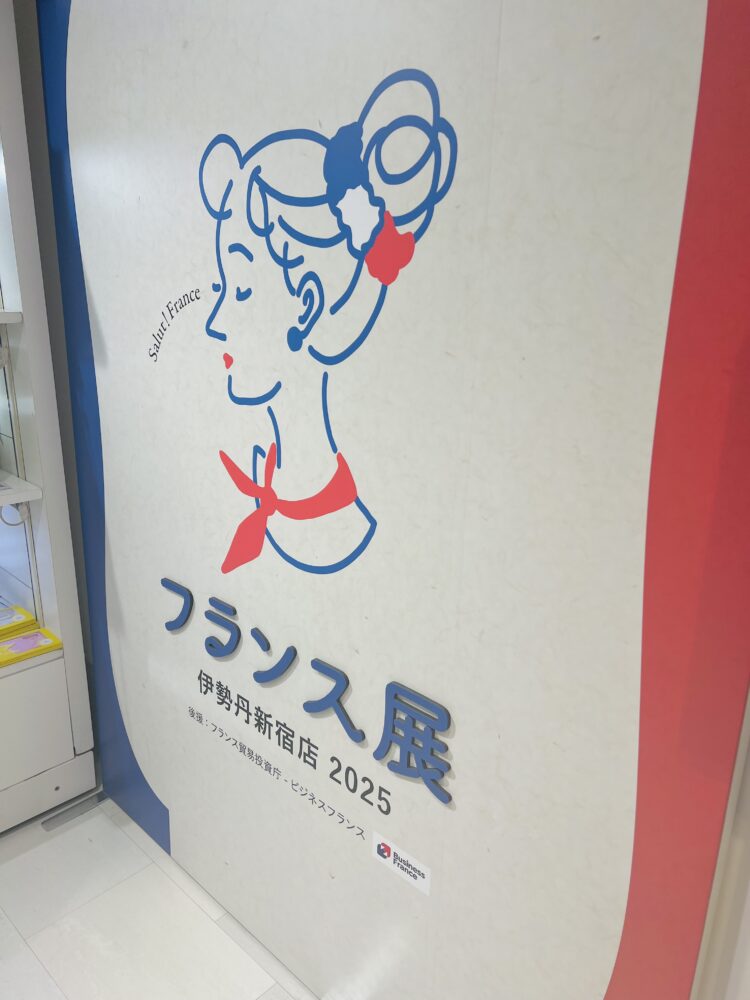 Salut! France
フランス展
伊勢丹新宿店 2025
後援：フランス貿易投資庁 - ビジネスフランス
Business
France